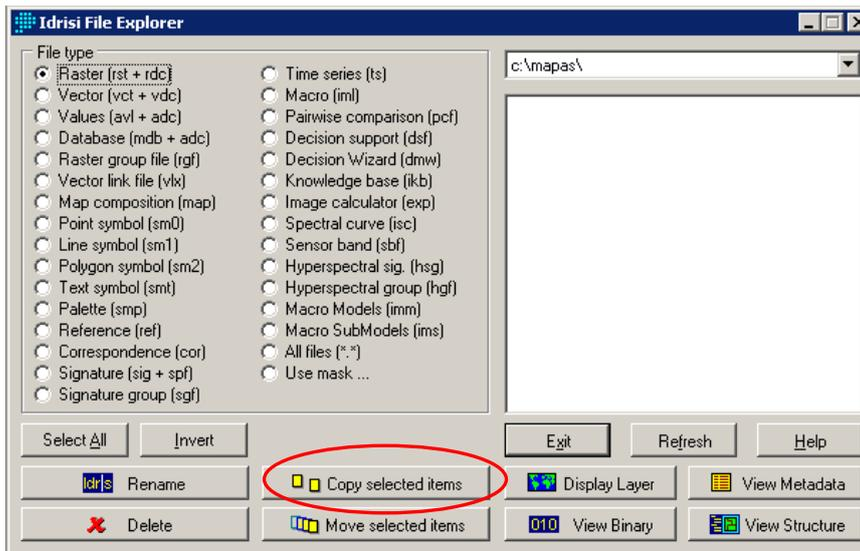 Idrisi File Explorer
File type
Raster (rst + rdc)
Vector (vct + vdc)
Values (avl + adc)
Database (mdb + adc)
Raster group file (rgf)
Vector link file (vlx)
Map composition (map)
Point symbol (sm0)
Line symbol (sm1)
Polygon symbol (sm2)
Text symbol (smt)
Palette (smp)
Reference (ref)
Correspondence (cor)
Signature (sig + spf)
Signature group (sgf)
Time series (ts)
Macro (iml)
Pairwise comparison (pcf)
Decision support (dsf)
Decision Wizard (dmw)
Knowledge base (ikb)
Image calculator (exp)
Spectral curve (isc)
Sensor band (sbf)
Hyperspectral sig. (hsg)
Hyperspectral group (hgf)
Macro Models (imm)
Macro SubModels (ims)
All files (*.*)
Use mask ...
c:\mapas\
Select All
Invert
Exit
Refresh
Help
Idr|s Rename
Copy selected items
Display Layer
View Metadata
Delete
Move selected items
010 View Binary
View Structure